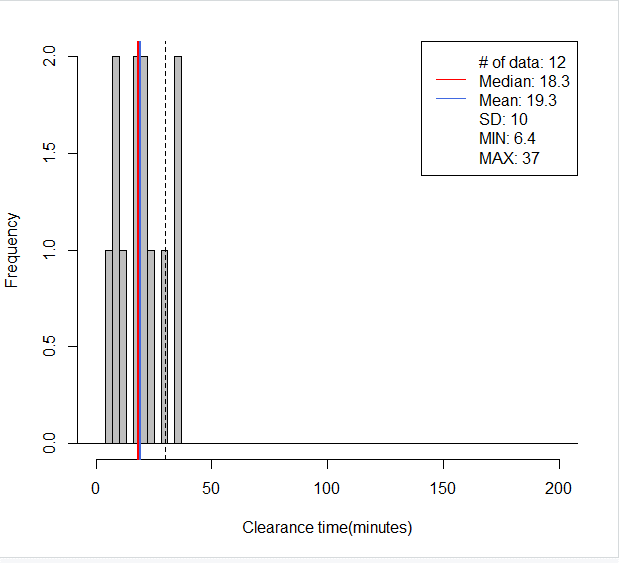 # of data: 12
Median: 18.3
Mean: 19.3
SD: 10
MIN: 6.4
MAX: 37
Frequency
2.0
1.5
1.0
0.5
0.0
0 50 100 150 200
Clearance time(minutes)